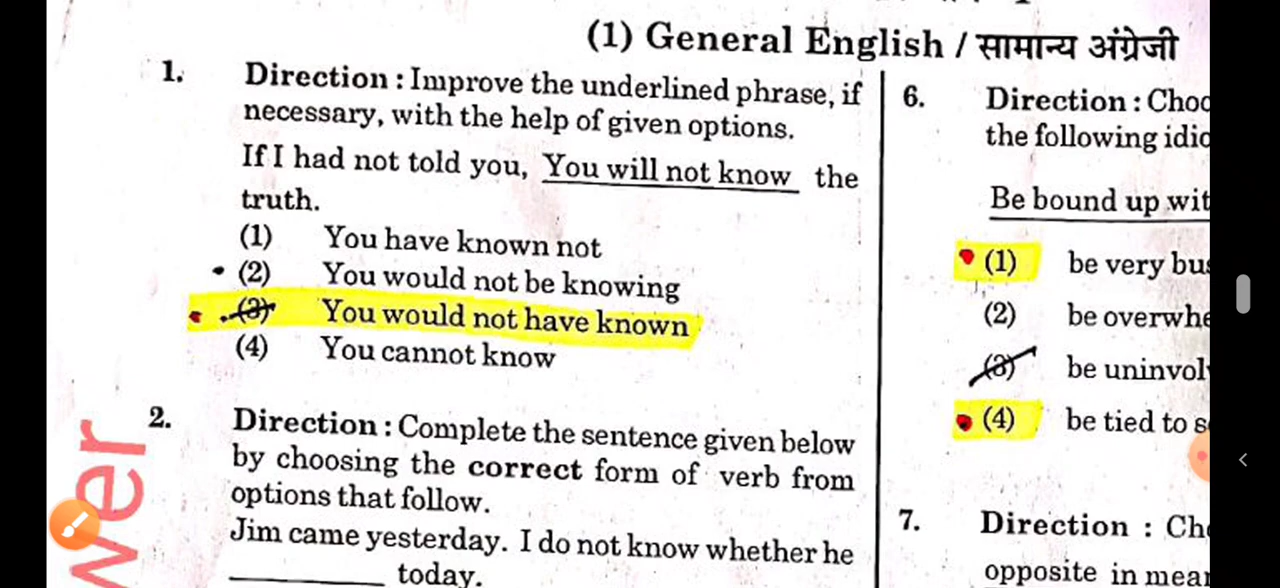 (1) General English / सामान्य अंग्रेजी
1. Direction : Improve the underlined phrase, if
necessary, with the help of given options.
If I had not told you, You will not know the
truth.
(1) You have known not
(2) You would not be knowing
(3) You would not have known
(4) You cannot know
2. Direction : Complete the sentence given below
by choosing the correct form of verb from
options that follow.
Jim came yesterday. I do not know whether he
__________ today.
6. Direction : Choo
the following idio
Be bound up wit
(1) be very bus
(2) be overwhe
(3) be uninvol
(4) be tied to s
7. Direction : Ch
opposite in mea
wer